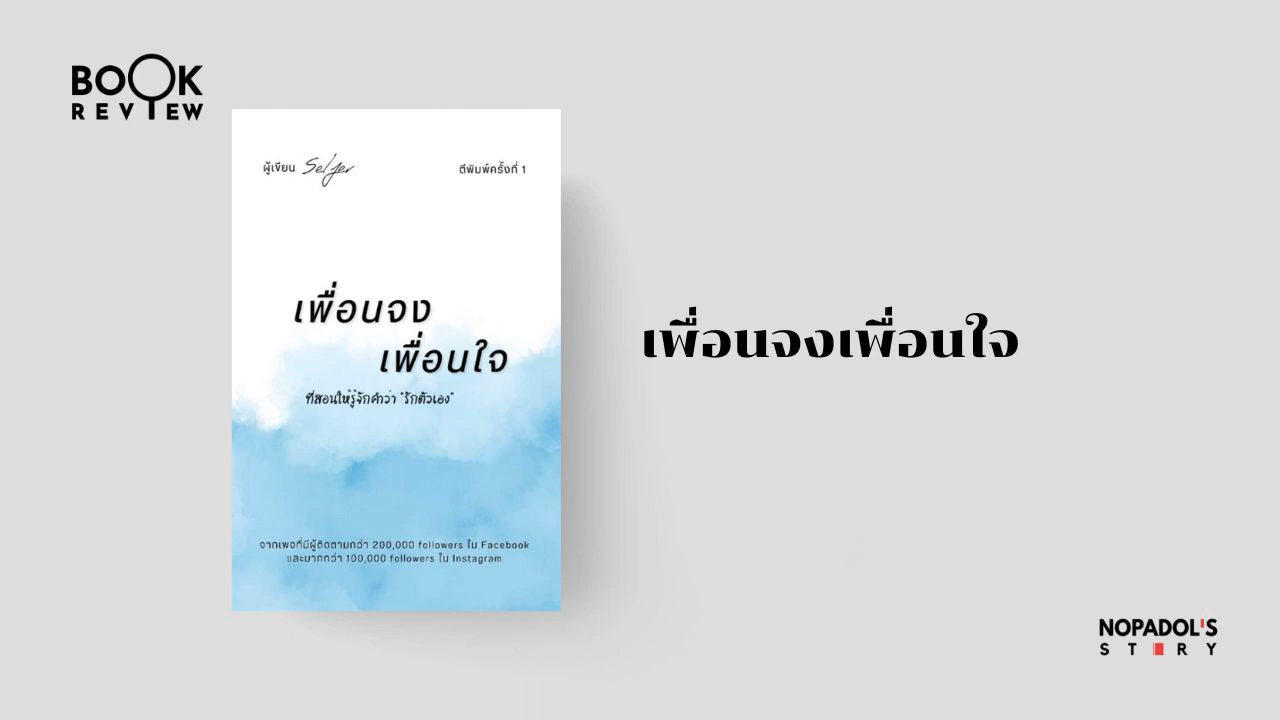 BOOK
REVIEW
ผู้เขียน Selfer
ตีพิมพ์ครั้งที่ 1
เพื่อนจง
เพื่อนใจ
ที่สอนให้รู้จักคำว่า "รักตัวเอง"
จากเพจที่มีผู้ติดตามกว่า 200,000 followers ใน Facebook
และมากกว่า 100,000 followers ใน Instagram
เพื่อนจงเพื่อนใจ
NOPADOL'S
STORY